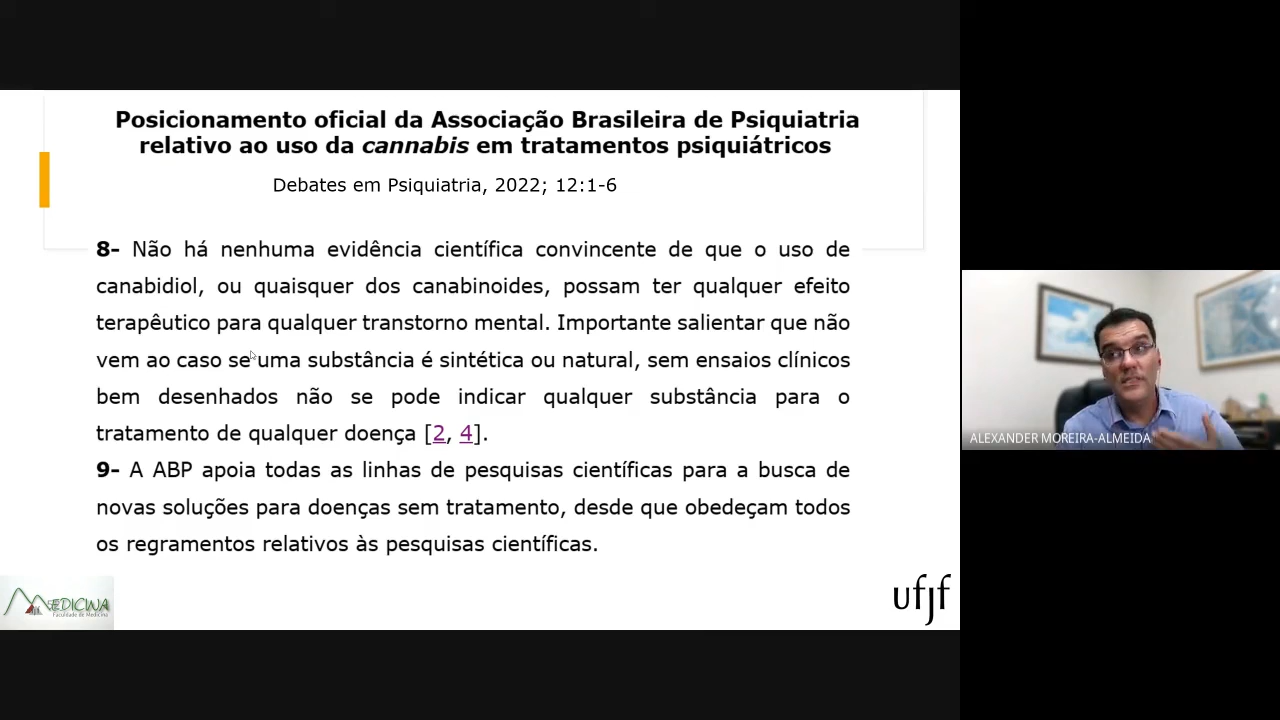 Posicionamento oficial da Associação Brasileira de Psiquiatria
relativo ao uso da cannabis em tratamentos psiquiátricos
Debates em Psiquiatria, 2022; 12:1-6
8- Não há nenhuma evidência científica convincente de que o uso de
canabidiol, ou quaisquer dos canabinoides, possam ter qualquer efeito
terapêutico para qualquer transtorno mental. Importante salientar que não
vem ao caso se uma substância é sintética ou natural, sem ensaios clínicos
bem desenhados não se pode indicar qualquer substância para o
tratamento de qualquer doença [2, 4].
9- A ABP apoia todas as linhas de pesquisas científicas para a busca de
novas soluções para doenças sem tratamento, desde que obedeçam todos
os regramentos relativos às pesquisas científicas.
MEDICINA
Faculdade de Medicina
ufjf
ALEXANDER MOREIRA-ALMEIDA